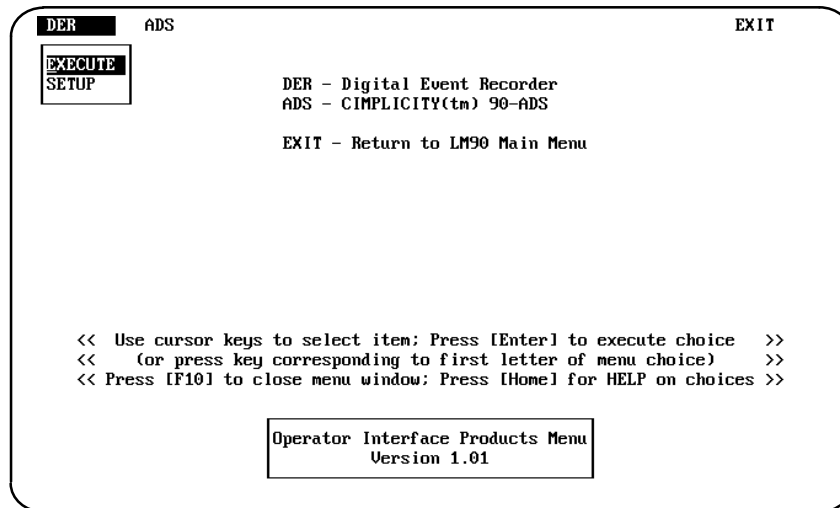 DER ADS EXIT
EXECUTE
SETUP
DER - Digital Event Recorder
ADS - CIMPLICITY(tm) 90-ADS
EXIT - Return to LM90 Main Menu
<< Use cursor keys to select item; Press [Enter] to execute choice >>
<< (or press key corresponding to first letter of menu choice) >>
<< Press [F10] to close menu window; Press [Home] for HELP on choices >>
Operator Interface Products Menu
Version 1.01